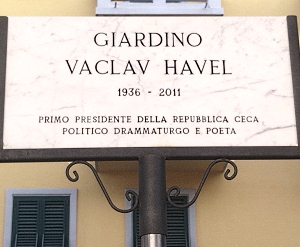 GIARDINO
VACLAV HAVEL
1936 - 2011
PRIMO PRESIDENTE DELLA REPUBBLICA CECA
POLITICO DRAMMATURGO E POETA